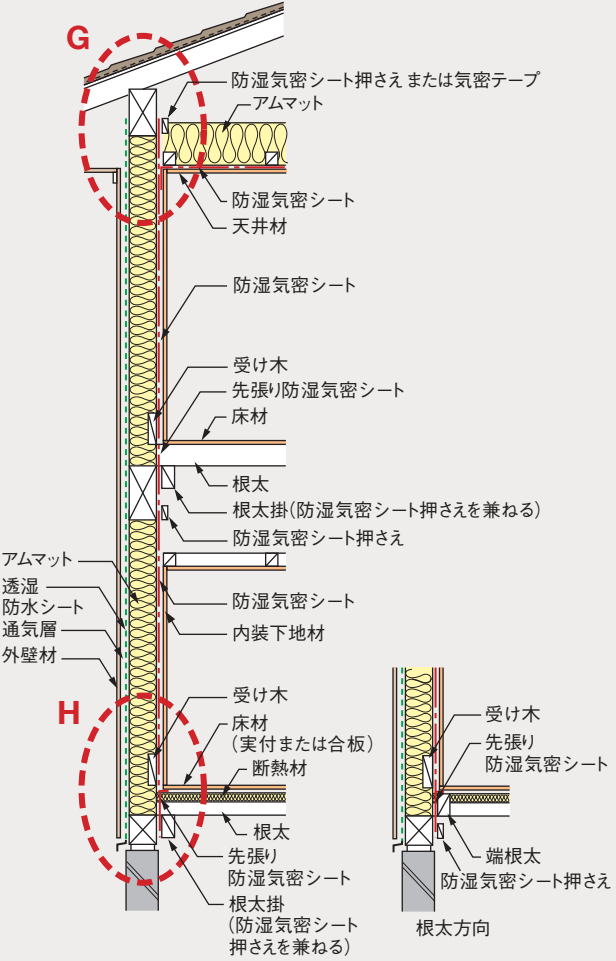 G
防湿気密シート押さえまたは気密テープ
アムマット
防湿気密シート
天井材
防湿気密シート
受け木
先張り防湿気密シート
床材
根太
根太掛(防湿気密シート押さえを兼ねる)
防湿気密シート押さえ
アムマット
透湿
防水シート
通気層
外壁材
防湿気密シート
内装下地材
H
受け木
床材
(実付または合板)
断熱材
根太
先張り
防湿気密シート
根太掛
(防湿気密シート
押さえを兼ねる)
受け木
先張り
防湿気密シート
端根太
防湿気密シート押さえ
根太方向